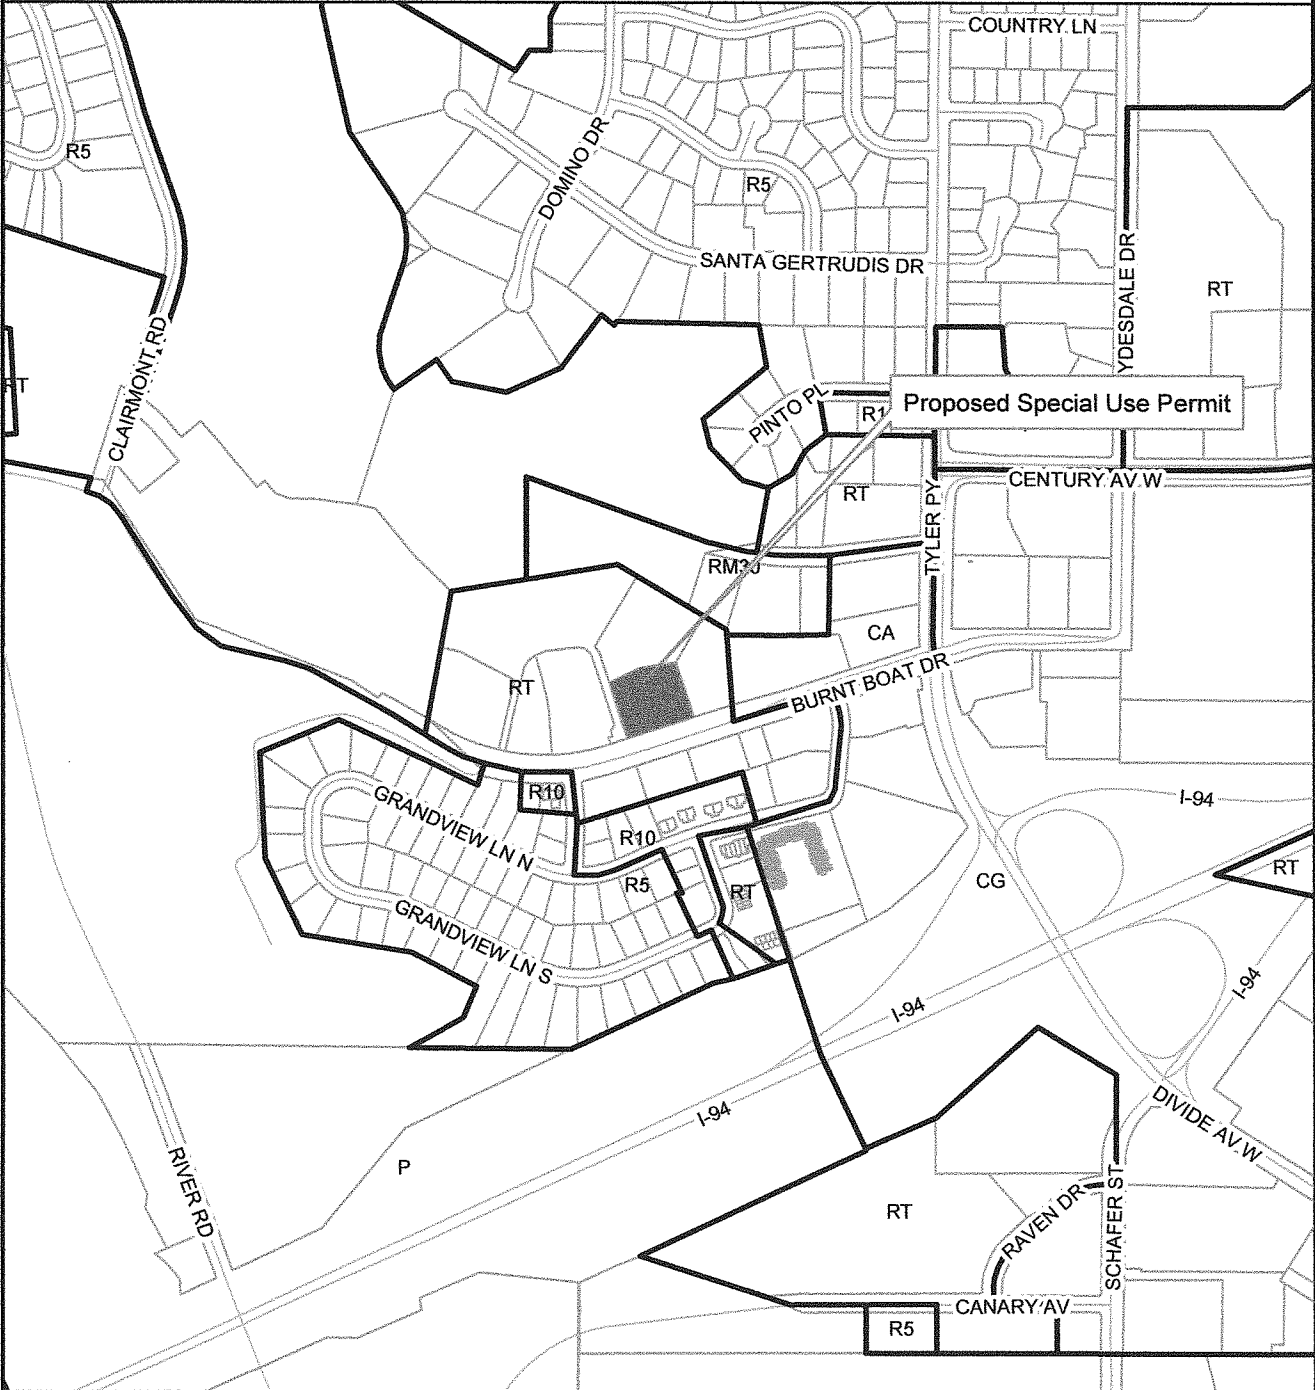 COUNTRY LN
R5
DOMINO DR
R5
SANTA GERTRUDIS DR
YDESDALE DR
RT
CLAIRMONT RD
RT
PINTO PL
R1
Proposed Special Use Permit
RT
TYLER PY
CENTURY AV W
RM30
CA
RT
BURNT BOAT DR
R10
GRANDVIEW LN N
R10
I-94
R5
RT
CG
RT
GRANDVIEW LN S
I-94
I-94
I-94
DIVIDE AV W
RIVER RD
P
RT
RAVEN DR
SCHAFER ST
CANARY AV
R5